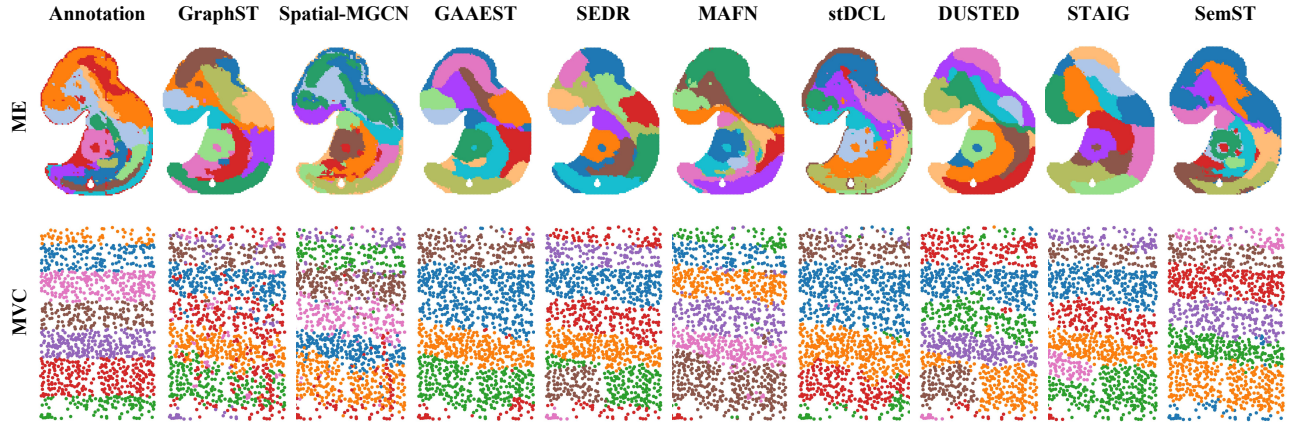 Annotation GraphST Spatial-MGCN GAAEST SEDR MAFN stDCL DUSTED STAIG SemST
ME
MVC